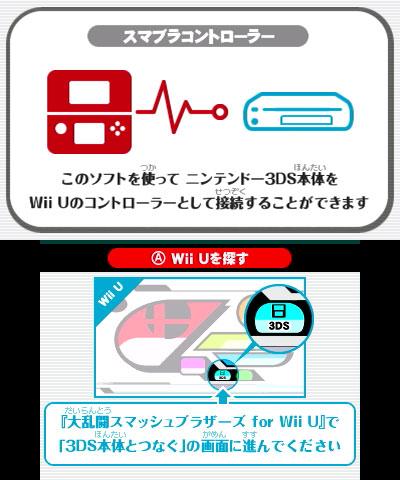 スマブラコントローラー
このソフトを使って ニンテンドー3DS本体を
Wii Uのコントローラーとして接続することができます
Ⓐ Wii Uを探す
Wii U
3DS
『大乱闘スマッシュブラザーズ for Wii U』で
「3DS本体とつなぐ」の画面に進んでください